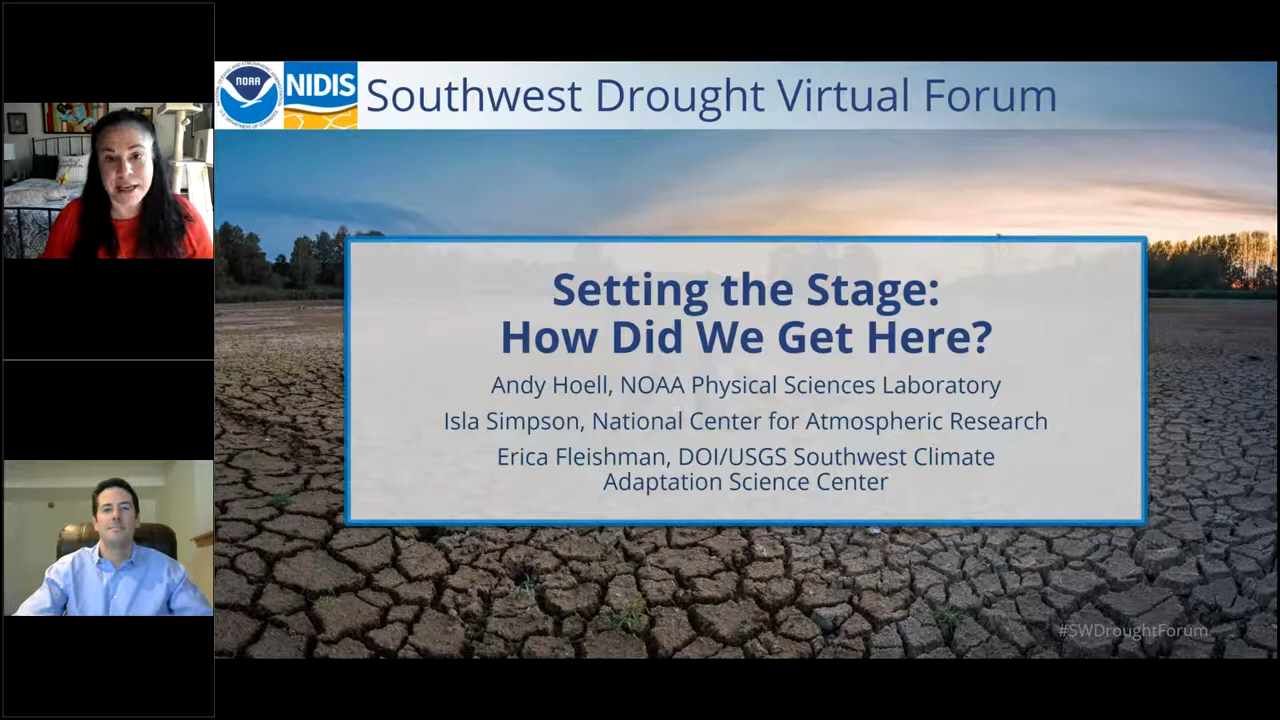 NOAA
NIDIS
Southwest Drought Virtual Forum
Setting the Stage:
How Did We Get Here?
Andy Hoell, NOAA Physical Sciences Laboratory
Isla Simpson, National Center for Atmospheric Research
Erica Fleishman, DOI/USGS Southwest Climate
Adaptation Science Center
#SWDroughtForum